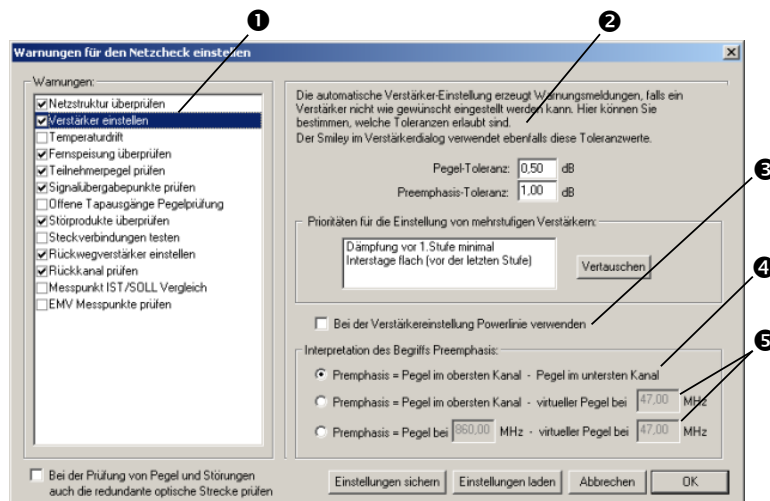 ❶
❷
Warnungen für den Netzcheck einstellen
Warnungen:
Netzstruktur überprüfen
Verstärker einstellen
Temperaturdrift
Fernspeisung überprüfen
Teilnehmerpegel prüfen
Signalübergabepunkte prüfen
Offene Tapausgänge Pegelprüfung
Störprodukte überprüfen
Steckverbindungen testen
Rückwegverstärker einstellen
Rückkanal prüfen
Messpunkt IST/SOLL Vergleich
EMV Messpunkte prüfen
Bei der Prüfung von Pegel und Störungen
auch die redundante optische Strecke prüfen
Die automatische Verstärker-Einstellung erzeugt Warnungsmeldungen, falls ein
Verstärker nicht wie gewünscht eingestellt werden kann. Hier können Sie
bestimmen, welche Toleranzen erlaubt sind.
Der Smiley im Verstärkerdialog verwendet ebenfalls diese Toleranzwerte.
❸
Pegel-Toleranz: 0,50 dB
Preemphasis-Toleranz: 1,00 dB
Prioritäten für die Einstellung von mehrstufigen Verstärkern:
Dämpfung vor 1.Stufe minimal
Interstage flach (vor der letzten Stufe)
Vertauschen
❹
Bei der Verstärkereinstellung Powerlinie verwenden
❺
Interpretation des Begriffs Preemphasis:
Premphasis = Pegel im obersten Kanal - Pegel im untersten Kanal
Premphasis = Pegel im obersten Kanal - virtueller Pegel bei 47,00 MHz
Premphasis = Pegel bei 860,00 MHz - virtueller Pegel bei 47,00 MHz
Einstellungen sichern Einstellungen laden Abbrechen OK